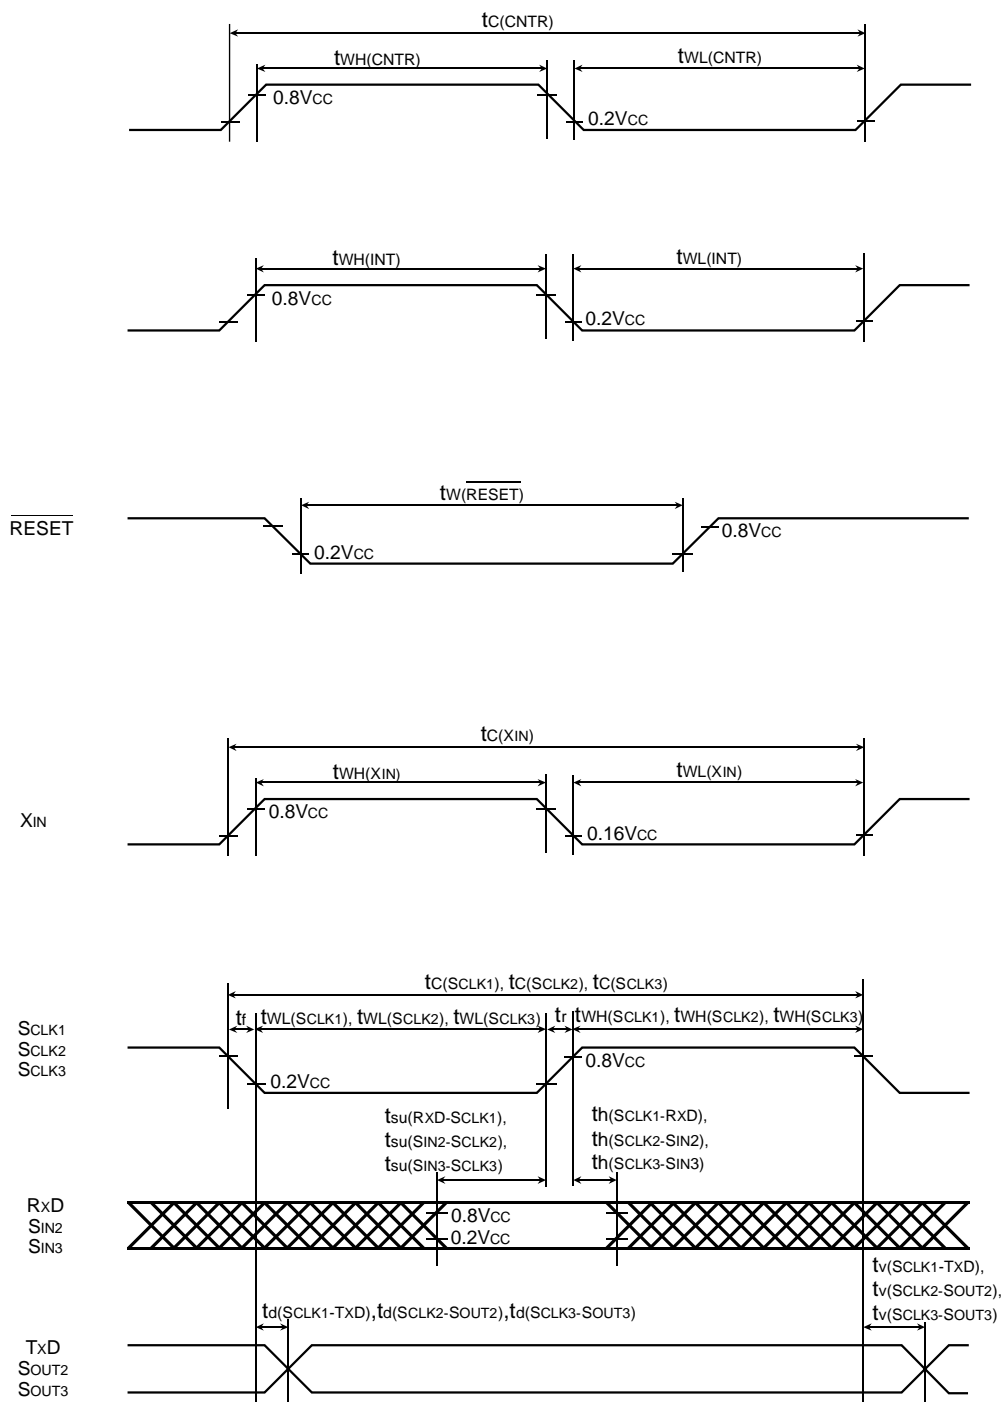 tC(CNTR)
tWH(CNTR)
tWL(CNTR)
0.8VCC
0.2VCC
tWH(INT)
tWL(INT)
0.8VCC
0.2VCC
tW(RESET)
RESET
0.2VCC
0.8VCC
tC(XIN)
tWH(XIN)
tWL(XIN)
XIN
0.8VCC
0.16VCC
tC(SCLK1), tC(SCLK2), tC(SCLK3)
tf
tWL(SCLK1), tWL(SCLK2), tWL(SCLK3)
tr
tWH(SCLK1), tWH(SCLK2), tWH(SCLK3)
SCLK1
SCLK2
SCLK3
0.2VCC
0.8VCC
tsu(RXD-SCLK1),
tsu(SIN2-SCLK2),
tsu(SIN3-SCLK3)
th(SCLK1-RXD),
th(SCLK2-SIN2),
th(SCLK3-SIN3)
RXD
SIN2
SIN3
0.8VCC
0.2VCC
td(SCLK1-TXD),td(SCLK2-SOUT2),td(SCLK3-SOUT3)
tv(SCLK1-TXD),
tv(SCLK2-SOUT2),
tv(SCLK3-SOUT3)
TXD
SOUT2
SOUT3